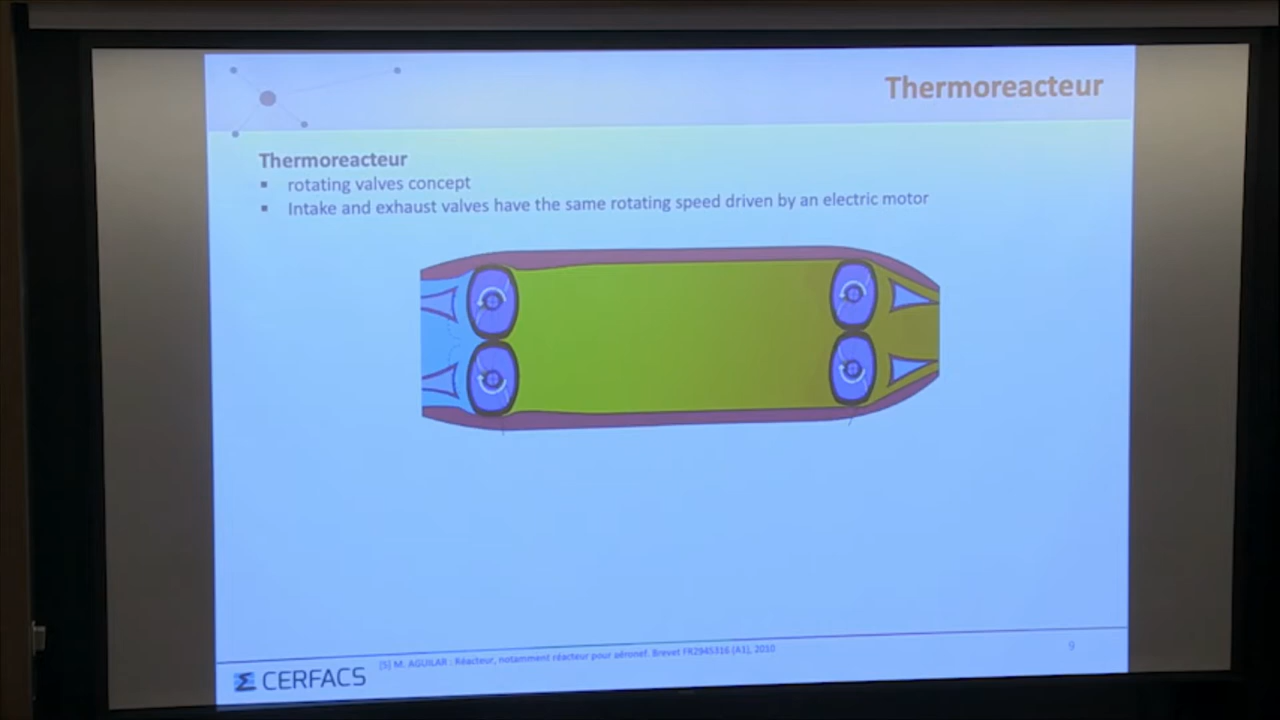 Thermoreacteur
Thermoreacteur
▪ rotating valves concept
▪ Intake and exhaust valves have the same rotating speed driven by an electric motor
[5] M. AGUILAR : Réacteur, notamment réacteur pour aéronef. Brevet FR2945316 (A1), 2010
9
CERFACS